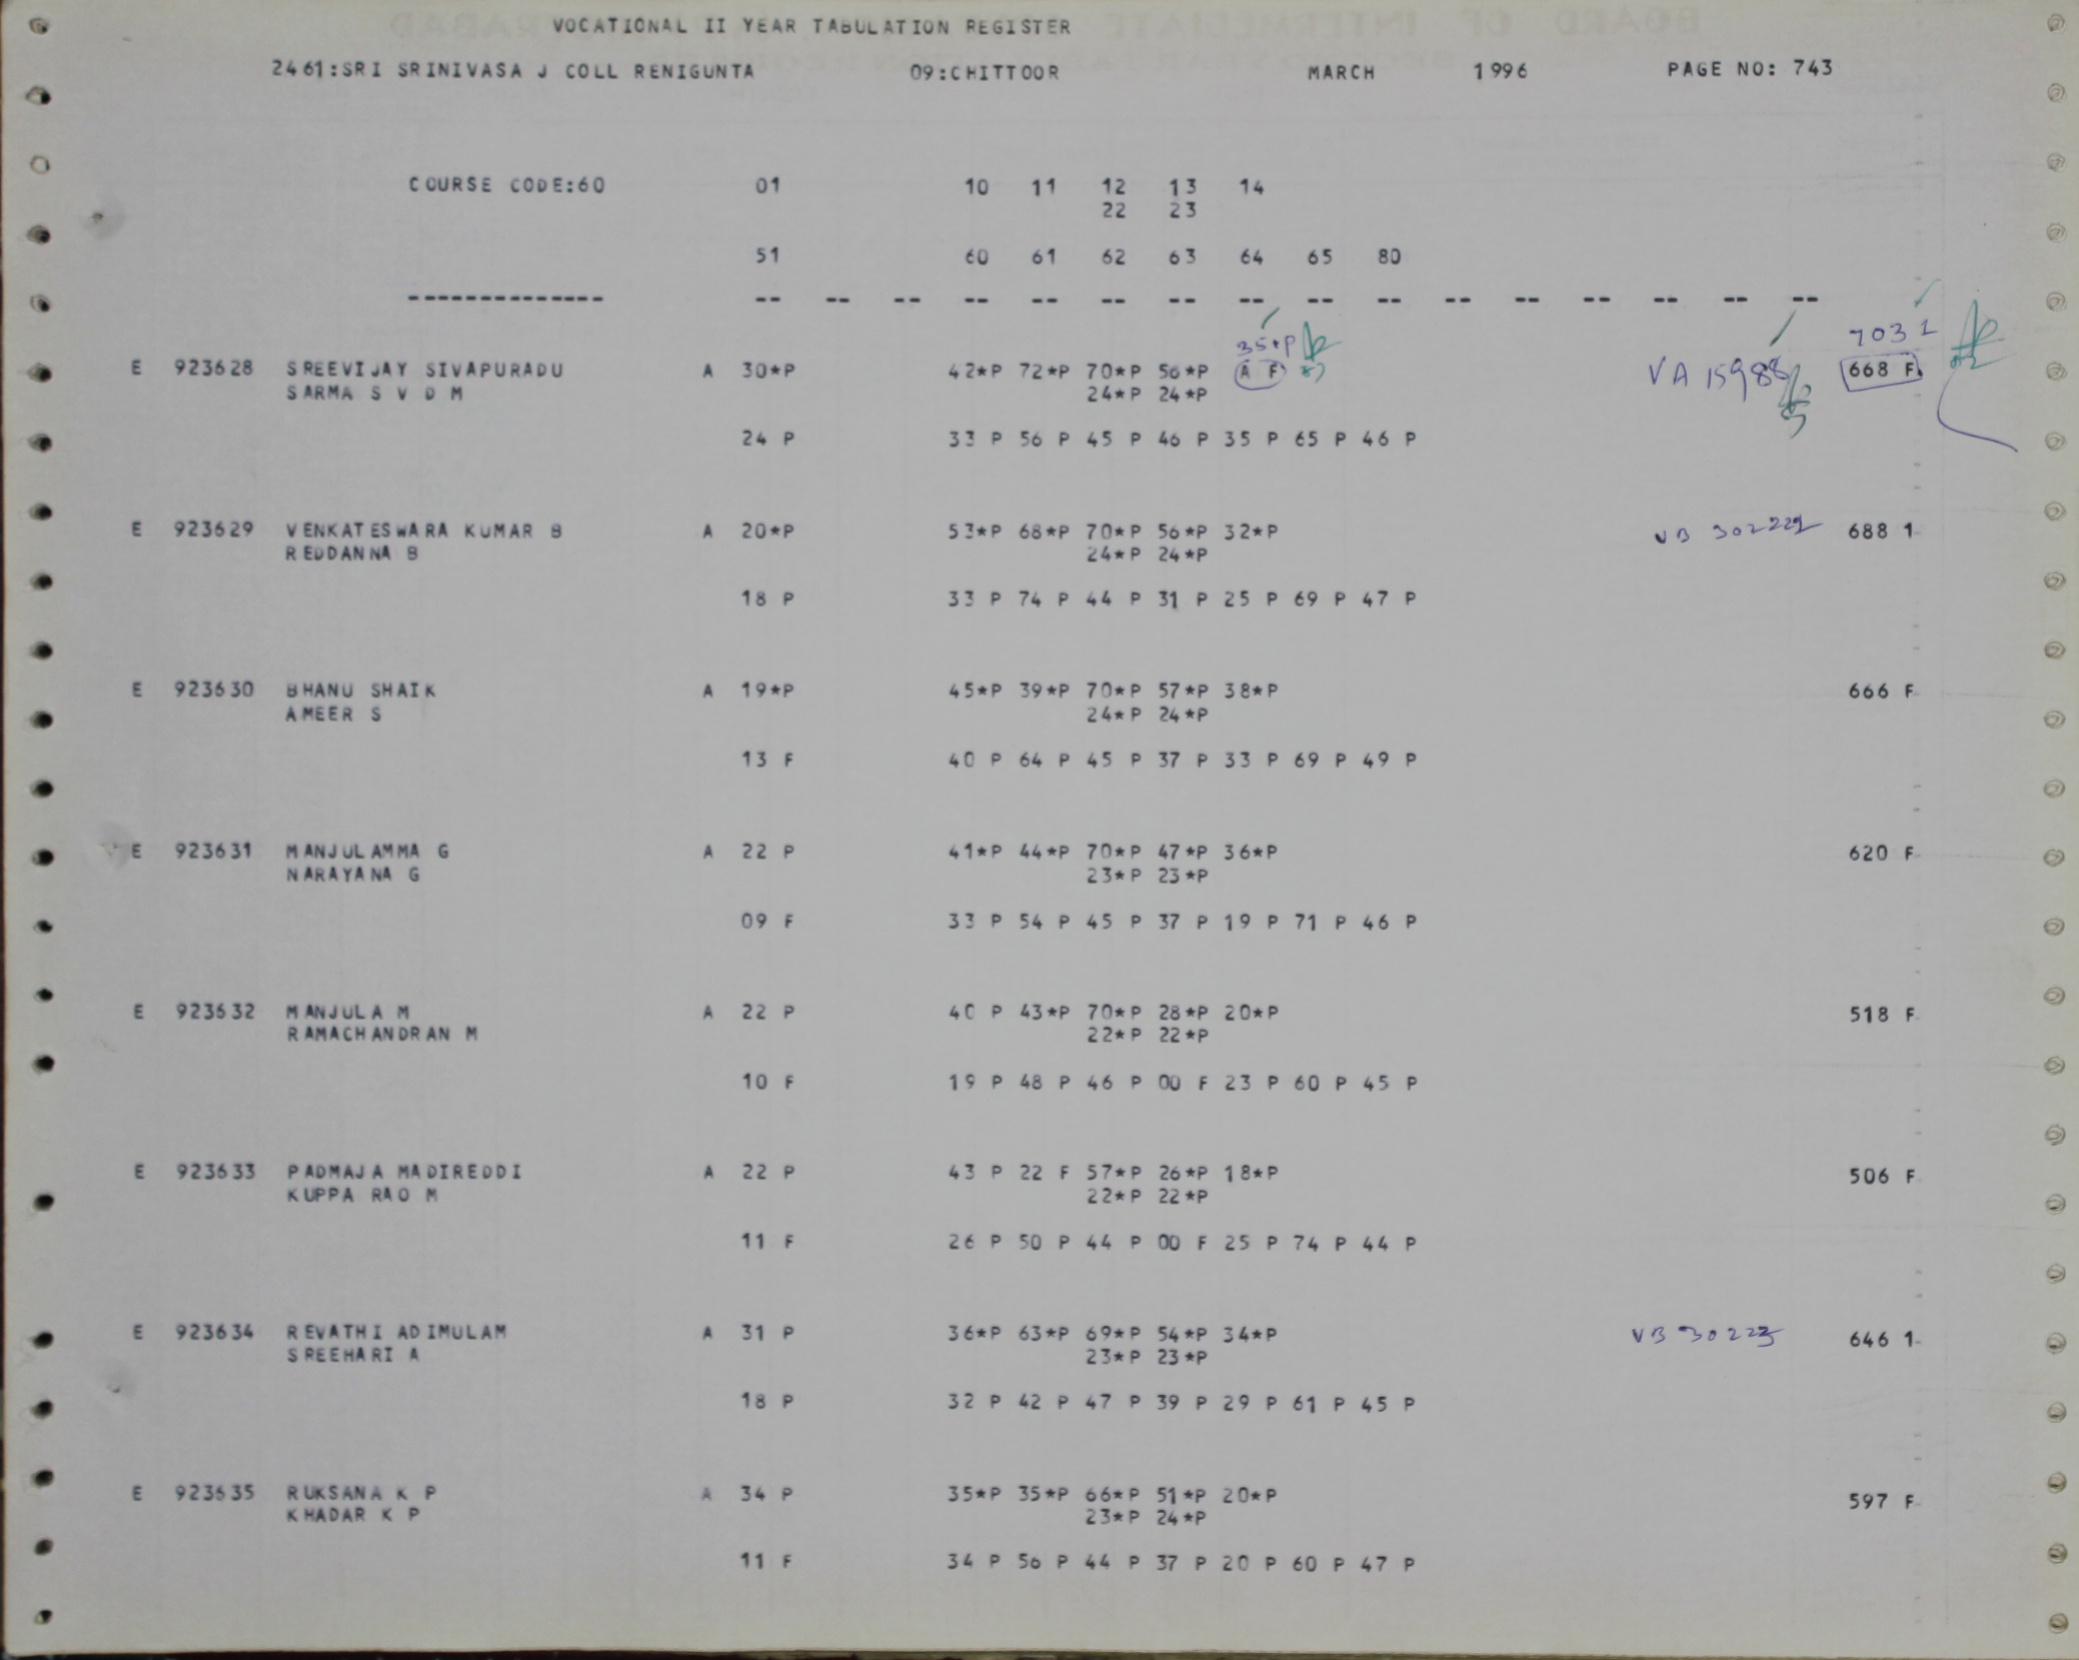 VOCATIONAL II YEAR TABULATION REGISTER
2461:SRI SRINIVASA J COLL RENIGUNTA 09:CHITTOOR MARCH 1996 PAGE NO: 743
COURSE CODE:60 01 10 11 12 13 14
22 23
51 60 61 62 63 64 65 80
-------------- -- -- -- -- -- -- -- -- -- -- -- -- -- -- -- --
35*P 703 1
E 923628 SREEVIJAY SIVAPURADU A 30*P 42*P 72*P 70*P 56*P A F VA 15988 668 F
SARMA S V D M 24*P 24*P
24 P 33 P 56 P 45 P 46 P 35 P 65 P 46 P
E 923629 VENKATESWARA KUMAR B A 20*P 53*P 68*P 70*P 56*P 32*P VB 688 1
REDDANNA B 24*P 24*P
18 P 33 P 74 P 44 P 31 P 25 P 69 P 47 P
E 923630 BHANU SHAIK A 19*P 45*P 39*P 70*P 57*P 38*P 666 F
AMEER S 24*P 24*P
13 F 40 P 64 P 45 P 37 P 33 P 69 P 49 P
E 923631 MANJULAMMA G A 22 P 41*P 44*P 70*P 47*P 36*P 620 F
NARAYANA G 23*P 23*P
09 F 33 P 54 P 45 P 37 P 19 P 71 P 46 P
E 923632 MANJULA M A 22 P 40 P 43*P 70*P 28*P 20*P 518 F
RAMACHANDRAN M 22*P 22*P
10 F 19 P 48 P 46 P 00 F 23 P 60 P 45 P
E 923633 PADMAJA MADIREDDI A 22 P 43 P 22 F 57*P 26*P 18*P 506 F
KUPPA RAO M 22*P 22*P
11 F 26 P 50 P 44 P 00 F 25 P 74 P 44 P
E 923634 REVATHI ADIMULAM A 31 P 36*P 63*P 69*P 54*P 34*P VB 30223 646 1
SREEHARI A 23*P 23*P
18 P 32 P 42 P 47 P 39 P 29 P 61 P 45 P
E 923635 RUKSANA K P A 34 P 35*P 35*P 66*P 51*P 20*P 597 F
KHADAR K P 23*P 24*P
11 F 34 P 56 P 44 P 37 P 20 P 60 P 47 P